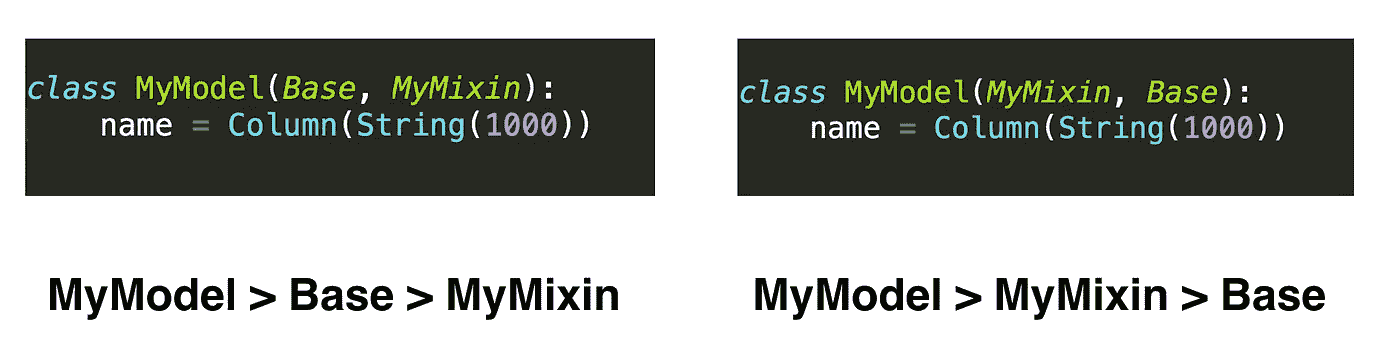 class MyModel(Base, MyMixin):
    name = Column(String(1000))
MyModel > Base > MyMixin
class MyModel(MyMixin, Base):
    name = Column(String(1000))
MyModel > MyMixin > Base